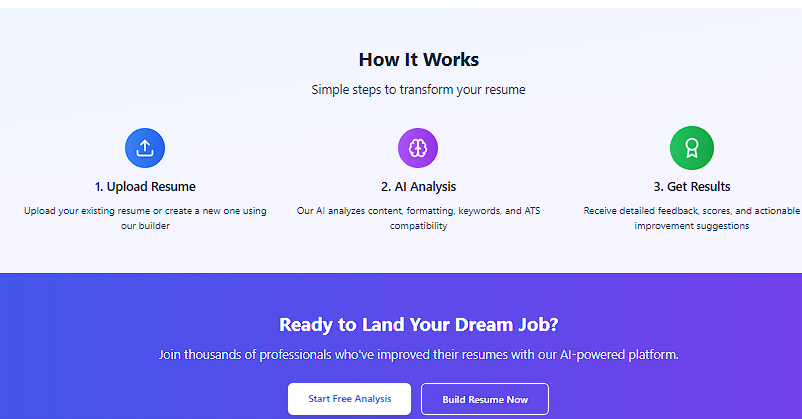 How It Works
Simple steps to transform your resume
1. Upload Resume
Upload your existing resume or create a new one using
our builder
2. AI Analysis
Our AI analyzes content, formatting, keywords, and ATS
compatibility
3. Get Results
Receive detailed feedback, scores, and actionable
improvement suggestions
Ready to Land Your Dream Job?
Join thousands of professionals who've improved their resumes with our AI-powered platform.
Start Free Analysis
Build Resume Now